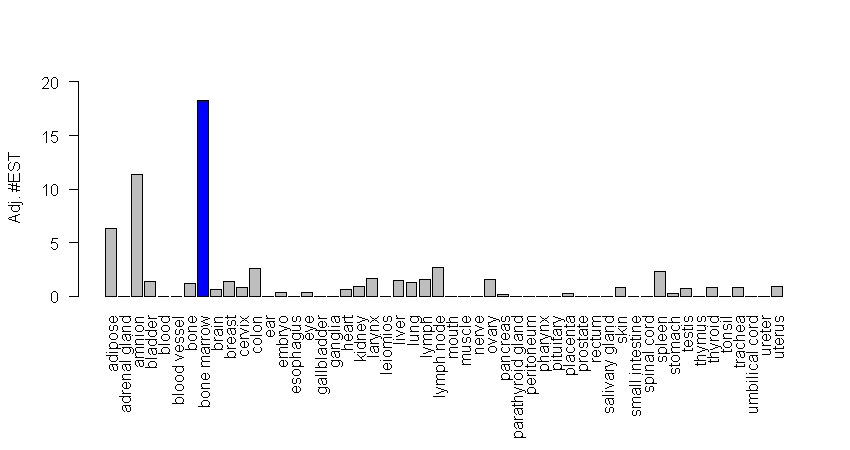 Adj. #EST
20
15
10
5
0
adipose
adrenal gland
amnion
bladder
blood
blood vessel
bone
bone marrow
brain
breast
cervix
colon
ear
embryo
esophagus
eye
gallbladder
ganglia
heart
kidney
larynx
leiomios
liver
lung
lymph
lymph node
mouth
muscle
nerve
ovary
pancreas
parathyroid gland
peritoneum
pharynx
pituitary
placenta
prostate
rectum
salivary gland
skin
small intestine
spinal cord
spleen
stomach
testis
thymus
thyroid
tonsil
trachea
umbilical cord
ureter
uterus